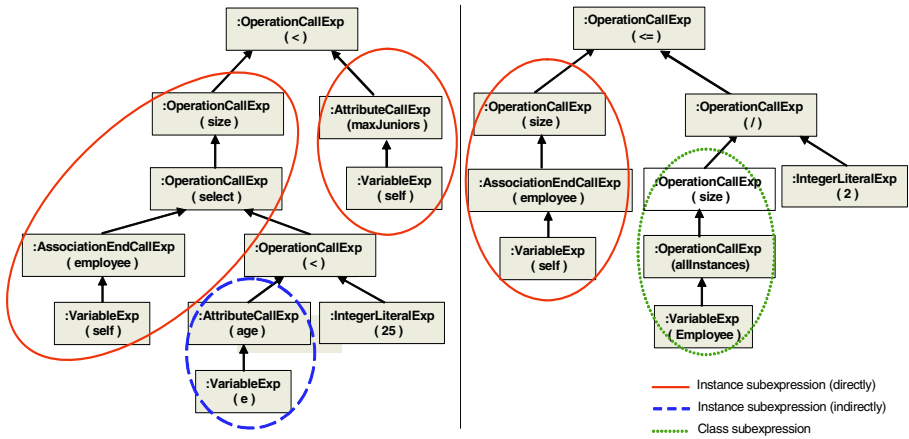 :OperationCallExp
( < )
:OperationCallExp
( size )
:AttributeCallExp
(maxJuniors )
:OperationCallExp
( select )
:VariableExp
( self )
:AssociationEndCallExp
( employee )
:OperationCallExp
( < )
:VariableExp
( self )
:AttributeCallExp
( age )
:IntegerLiteralExp
( 25 )
:VariableExp
( e )
:OperationCallExp
( <= )
:OperationCallExp
( size )
:OperationCallExp
( / )
:AssociationEndCallExp
(employee )
:OperationCallExp
( size )
:IntegerLiteralExp
( 2 )
:VariableExp
( self )
:OperationCallExp
(allInstances)
:VariableExp
( Employee)
Instance subexpression (directly)
Instance subexpression (indirectly)
Class subexpression